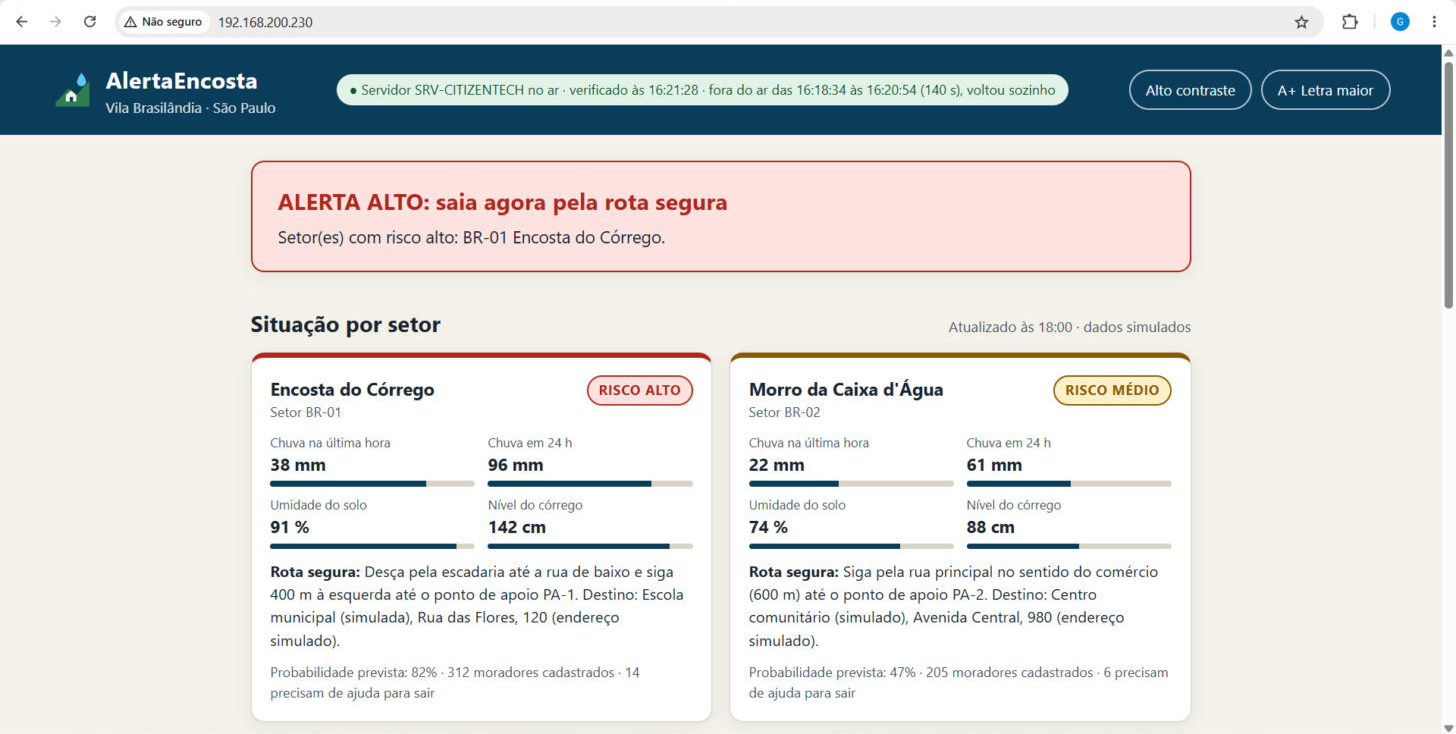 Não seguro 192.168.200.230
G
AlertaEncosta
Vila Brasilândia · São Paulo
● Servidor SRV-CITIZENTECH no ar · verificado às 16:21:28 · fora do ar das 16:18:34 às 16:20:54 (140 s), voltou sozinho
Alto contraste
A+ Letra maior
ALERTA ALTO: saia agora pela rota segura
Setor(es) com risco alto: BR-01 Encosta do Córrego.
Situação por setor
Atualizado às 18:00 · dados simulados
Encosta do Córrego
RISCO ALTO
Setor BR-01
Chuva na última hora
38 mm
Chuva em 24 h
96 mm
Umidade do solo
91 %
Nível do córrego
142 cm
Rota segura: Desça pela escadaria até a rua de baixo e siga
400 m à esquerda até o ponto de apoio PA-1. Destino: Escola
municipal (simulada), Rua das Flores, 120 (endereço
simulado).
Probabilidade prevista: 82% · 312 moradores cadastrados · 14
precisam de ajuda para sair
Morro da Caixa d'Água
RISCO MÉDIO
Setor BR-02
Chuva na última hora
22 mm
Chuva em 24 h
61 mm
Umidade do solo
74 %
Nível do córrego
88 cm
Rota segura: Siga pela rua principal no sentido do comércio
(600 m) até o ponto de apoio PA-2. Destino: Centro
comunitário (simulado), Avenida Central, 980 (endereço
simulado).
Probabilidade prevista: 47% · 205 moradores cadastrados · 6 precisam
de ajuda para sair